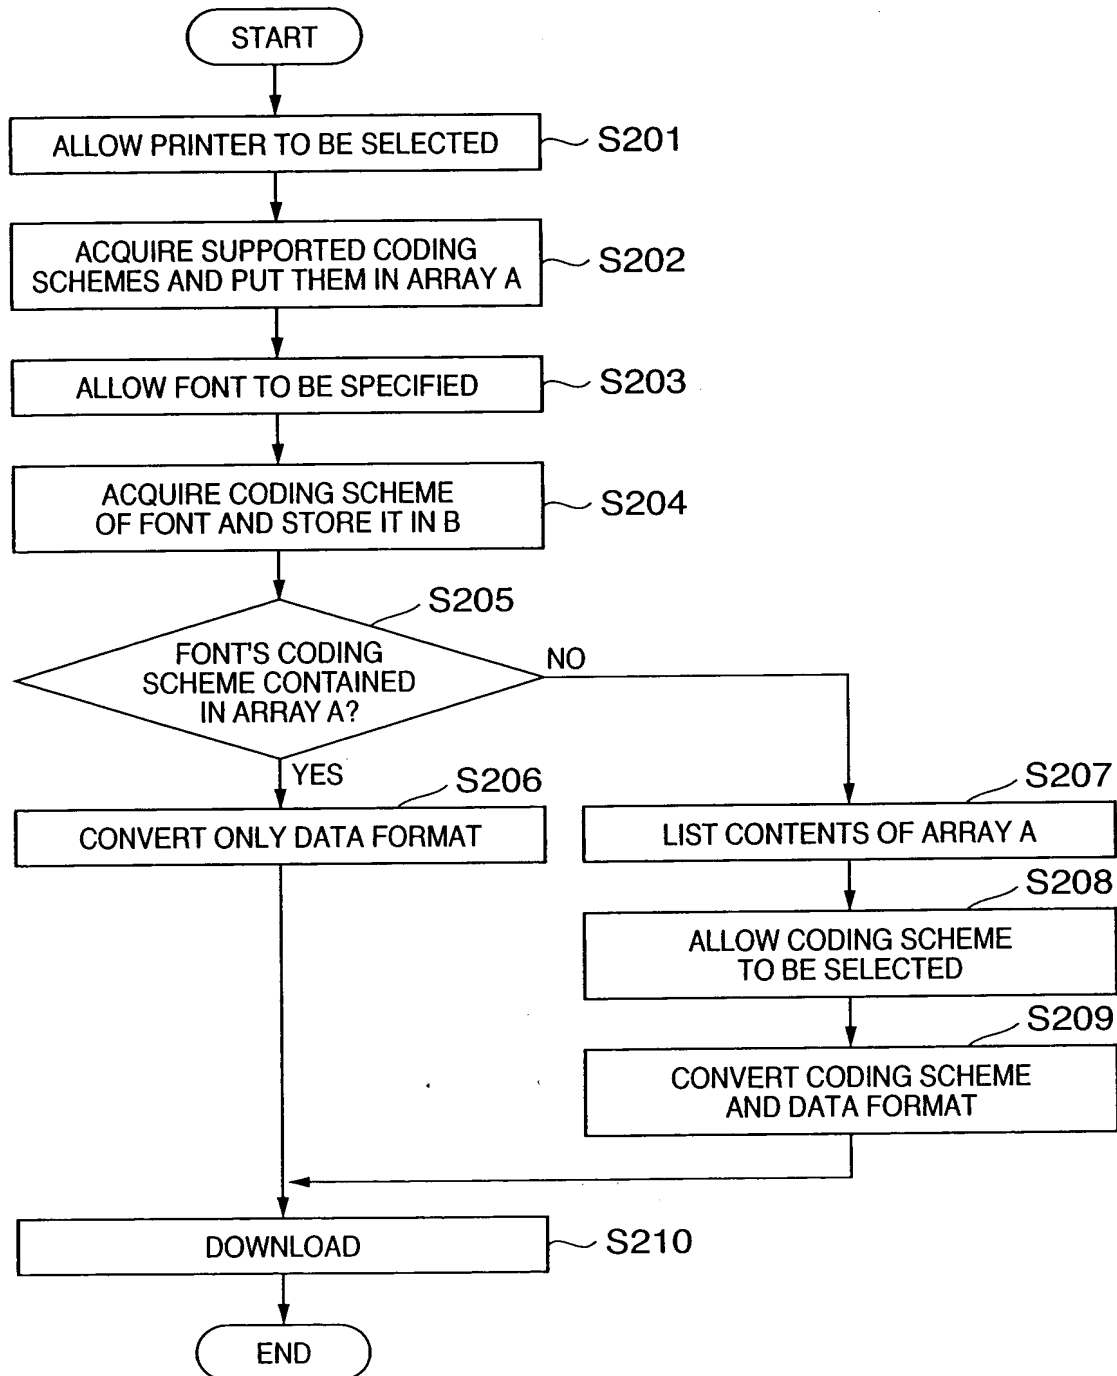 START
ALLOW PRINTER TO BE SELECTED
S201
ACQUIRE SUPPORTED CODING
SCHEMES AND PUT THEM IN ARRAY A
S202
ALLOW FONT TO BE SPECIFIED
S203
ACQUIRE CODING SCHEME
OF FONT AND STORE IT IN B
S204
S205
FONT'S CODING
SCHEME CONTAINED
IN ARRAY A?
NO
YES
S206
CONVERT ONLY DATA FORMAT
S207
LIST CONTENTS OF ARRAY A
S208
ALLOW CODING SCHEME
TO BE SELECTED
S209
CONVERT CODING SCHEME
AND DATA FORMAT
DOWNLOAD
S210
END